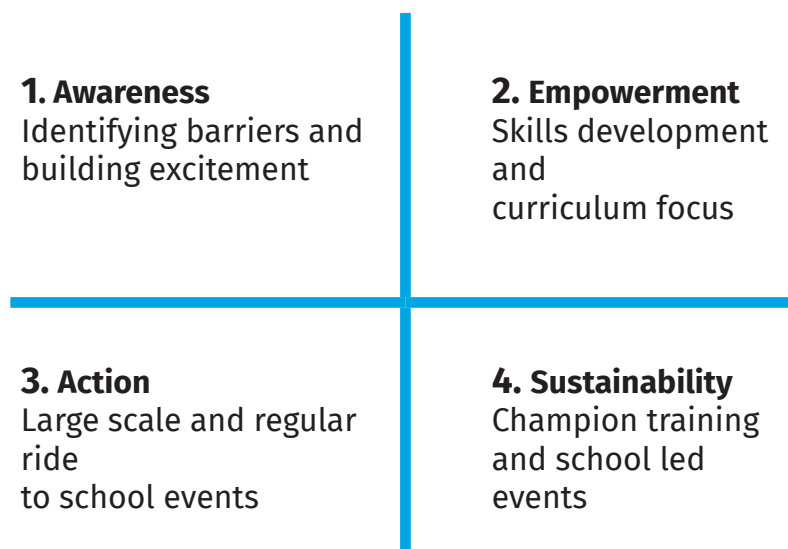 1. Awareness
Identifying barriers and
building excitement
2. Empowerment
Skills development
and
curriculum focus
3. Action
Large scale and regular
ride
to school events
4. Sustainability
Champion training
and school led
events